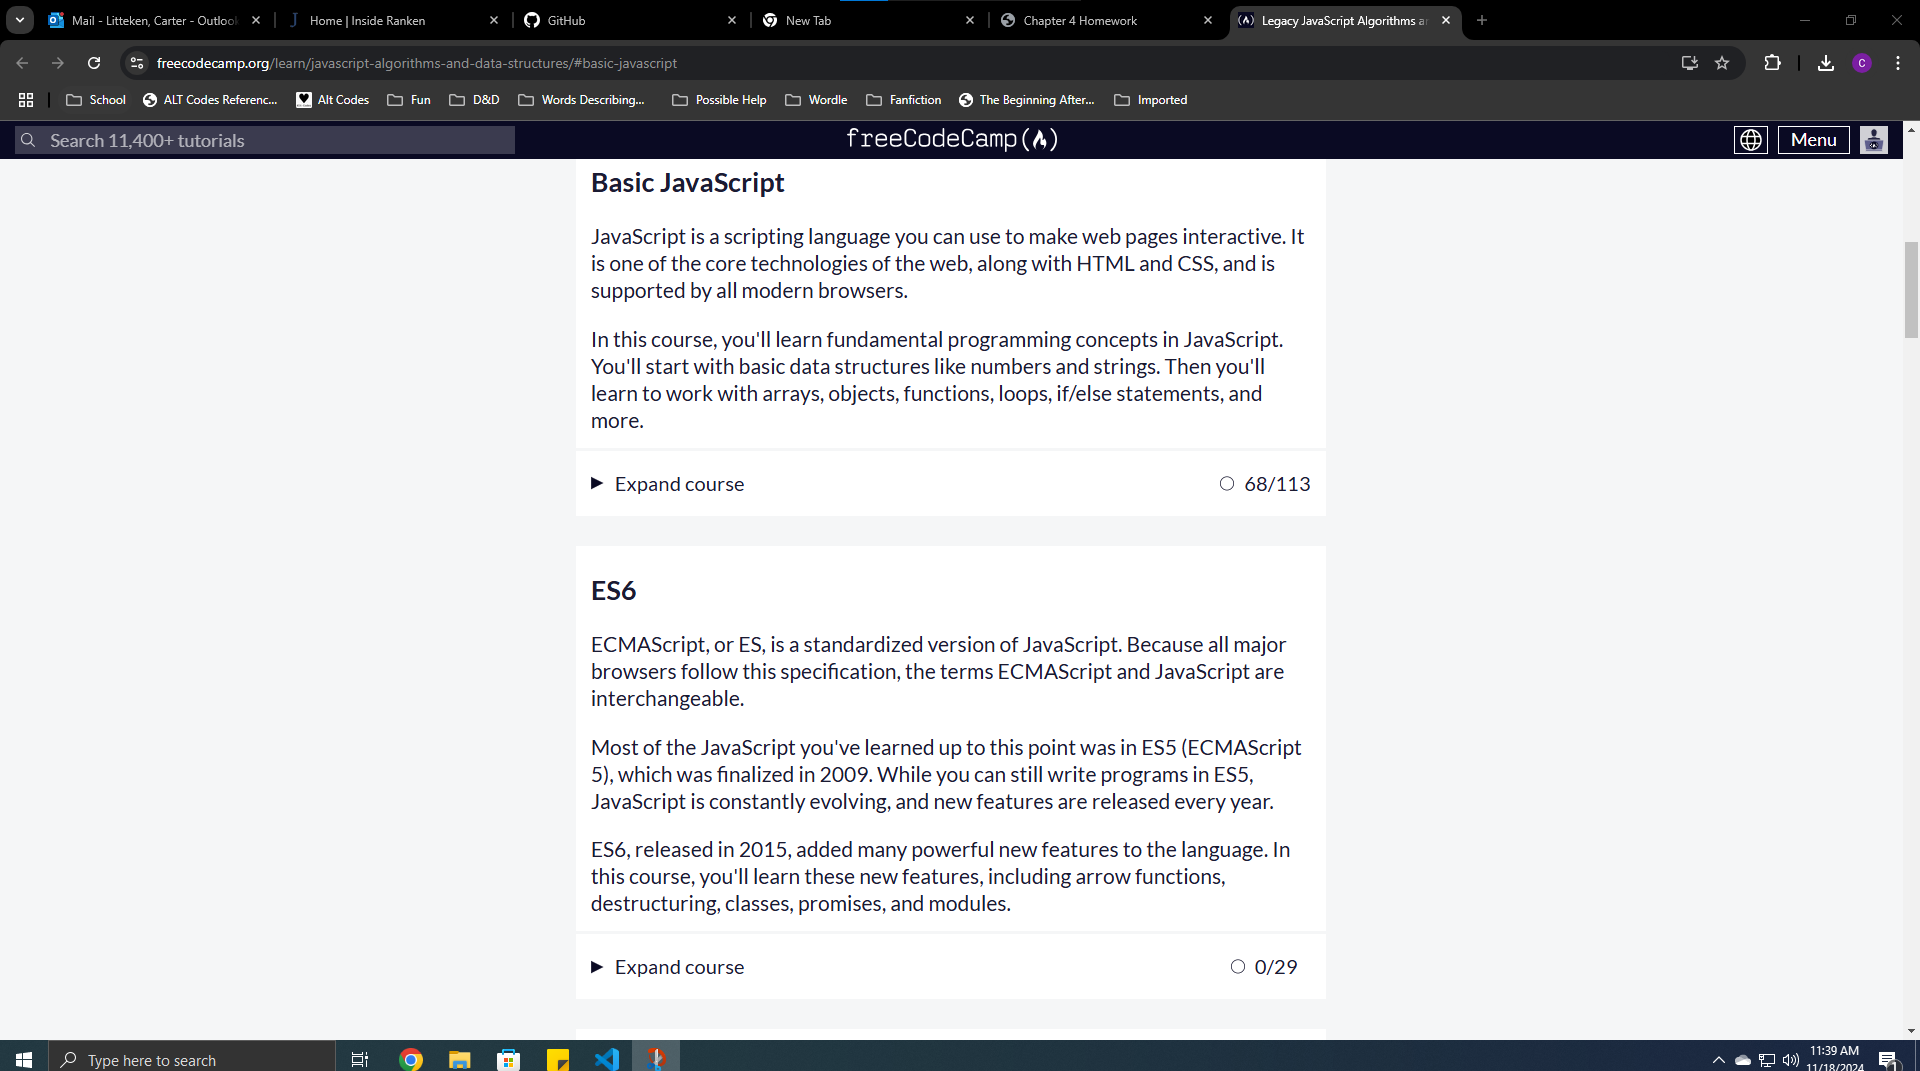 Mail - Litteken, Carter - Outlook
Home | Inside Ranken
GitHub
New Tab
Chapter 4 Homework
Legacy JavaScript Algorithms a
freecodecamp.org/learn/javascript-algorithms-and-data-structures/#basic-javascript
C
School
ALT Codes Referenc...
Alt Codes
Fun
D&D
Words Describing...
Possible Help
Wordle
Fanfiction
The Beginning After...
Imported
Search 11,400+ tutorials
freeCodeCamp
Menu
Basic JavaScript
JavaScript is a scripting language you can use to make web pages interactive. It
is one of the core technologies of the web, along with HTML and CSS, and is
supported by all modern browsers.
In this course, you'll learn fundamental programming concepts in JavaScript.
You'll start with basic data structures like numbers and strings. Then you'll
learn to work with arrays, objects, functions, loops, if/else statements, and
more.
Expand course
68/113
ES6
ECMAScript, or ES, is a standardized version of JavaScript. Because all major
browsers follow this specification, the terms ECMAScript and JavaScript are
interchangeable.
Most of the JavaScript you've learned up to this point was in ES5 (ECMAScript
5), which was finalized in 2009. While you can still write programs in ES5,
JavaScript is constantly evolving, and new features are released every year.
ES6, released in 2015, added many powerful new features to the language. In
this course, you'll learn these new features, including arrow functions,
destructuring, classes, promises, and modules.
Expand course
0/29
Type here to search
11:39 AM
11/18/2024
1